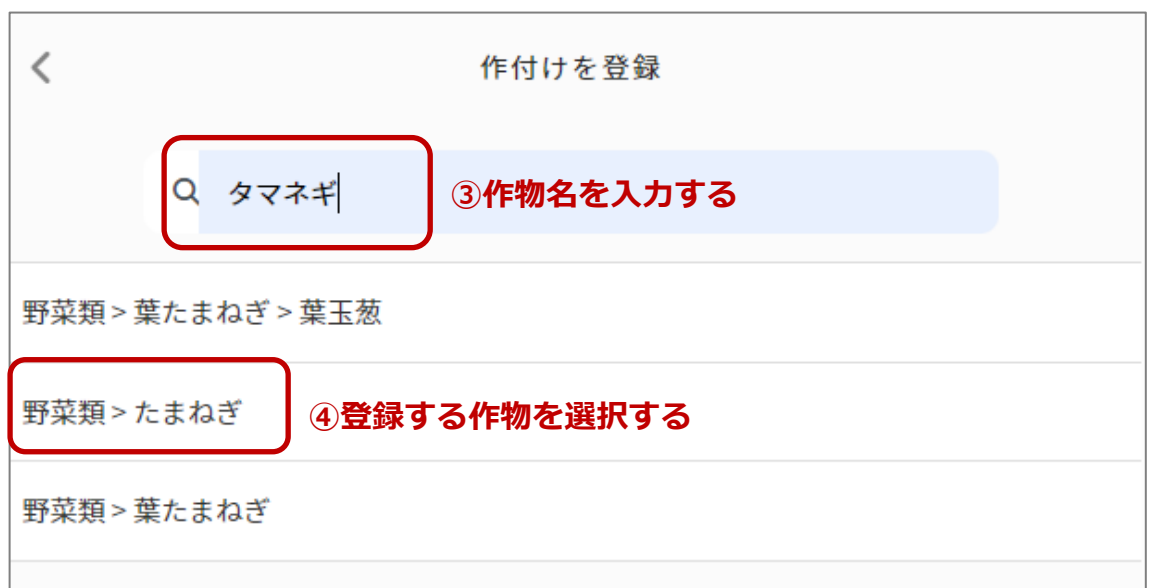 作付けを登録
タマネギ ③作物名を入力する
野菜類 > 葉たまねぎ > 葉玉葱
野菜類 > たまねぎ ④登録する作物を選択する
野菜類 > 葉たまねぎ